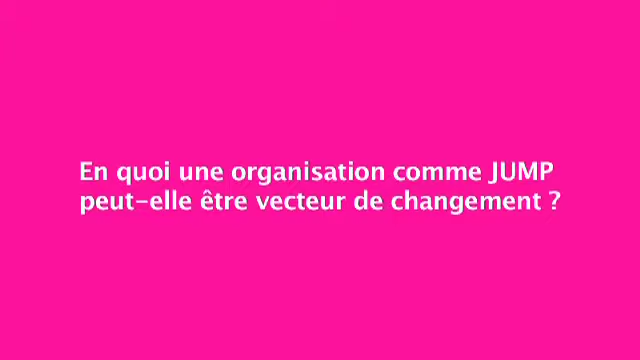 En quoi une organisation comme JUMP
peut-elle être vecteur de changement ?